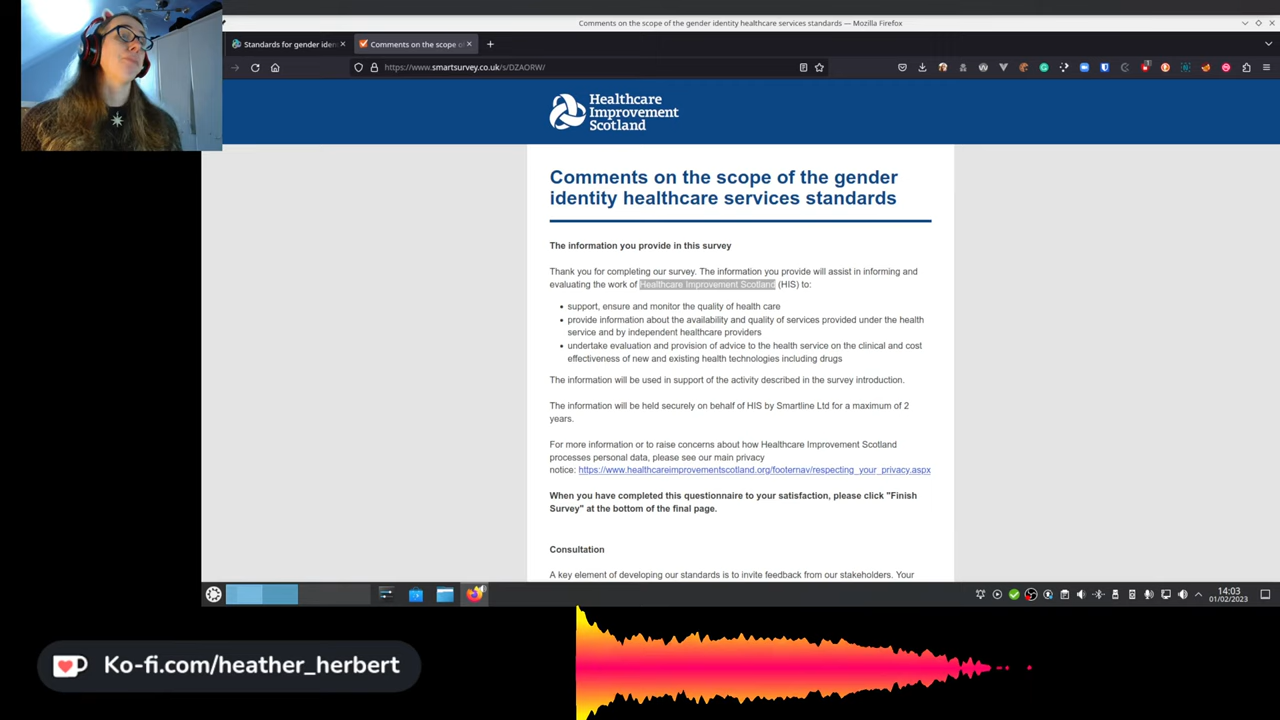 Comments on the scope of the gender identity healthcare services standards — Mozilla Firefox
Standards for gender iden
Comments on the scope of
https://www.smartsurvey.co.uk/s/DZAORW/
Healthcare
Improvement
Scotland
Comments on the scope of the gender
identity healthcare services standards
The information you provide in this survey
Thank you for completing our survey. The information you provide will assist in informing and
evaluating the work of Healthcare Improvement Scotland (HIS) to:
support, ensure and monitor the quality of health care
provide information about the availability and quality of services provided under the health
service and by independent healthcare providers
undertake evaluation and provision of advice to the health service on the clinical and cost
effectiveness of new and existing health technologies including drugs
The information will be used in support of the activity described in the survey introduction.
The information will be held securely on behalf of HIS by Smartline Ltd for a maximum of 2
years.
For more information or to raise concerns about how Healthcare Improvement Scotland
processes personal data, please see our main privacy
notice: https://www.healthcareimprovementscotland.org/footernav/respecting_your_privacy.aspx
When you have completed this questionnaire to your satisfaction, please click "Finish
Survey" at the bottom of the final page.
Consultation
A key element of developing our standards is to invite feedback from our stakeholders. Your
14:03
01/02/2023
Ko-fi.com/heather_herbert